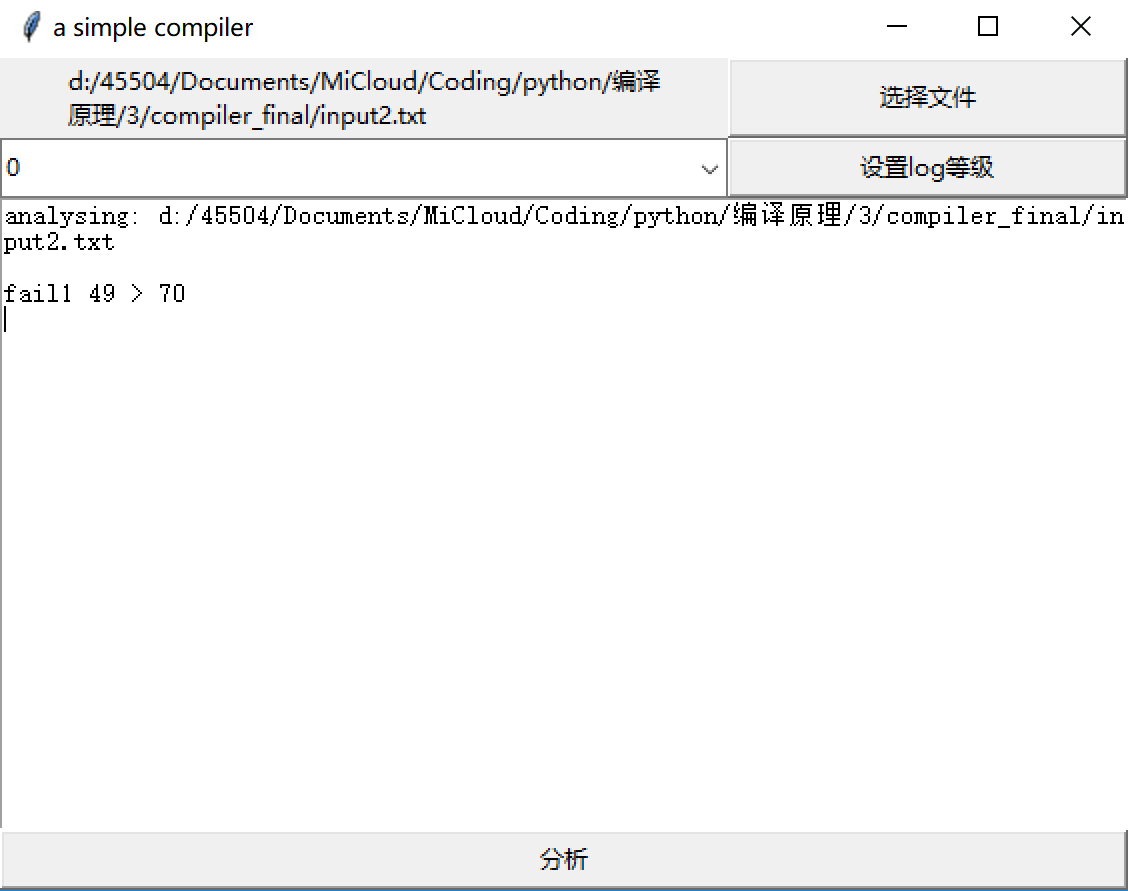 a simple compiler
d:/45504/Documents/MiCloud/Coding/python/编译
原理/3/compiler_final/input2.txt
选择文件
0
设置log等级
analysing: d:/45504/Documents/MiCloud/Coding/python/编译原理/3/compiler_final/in
put2.txt
fail1 49 > 70
分析